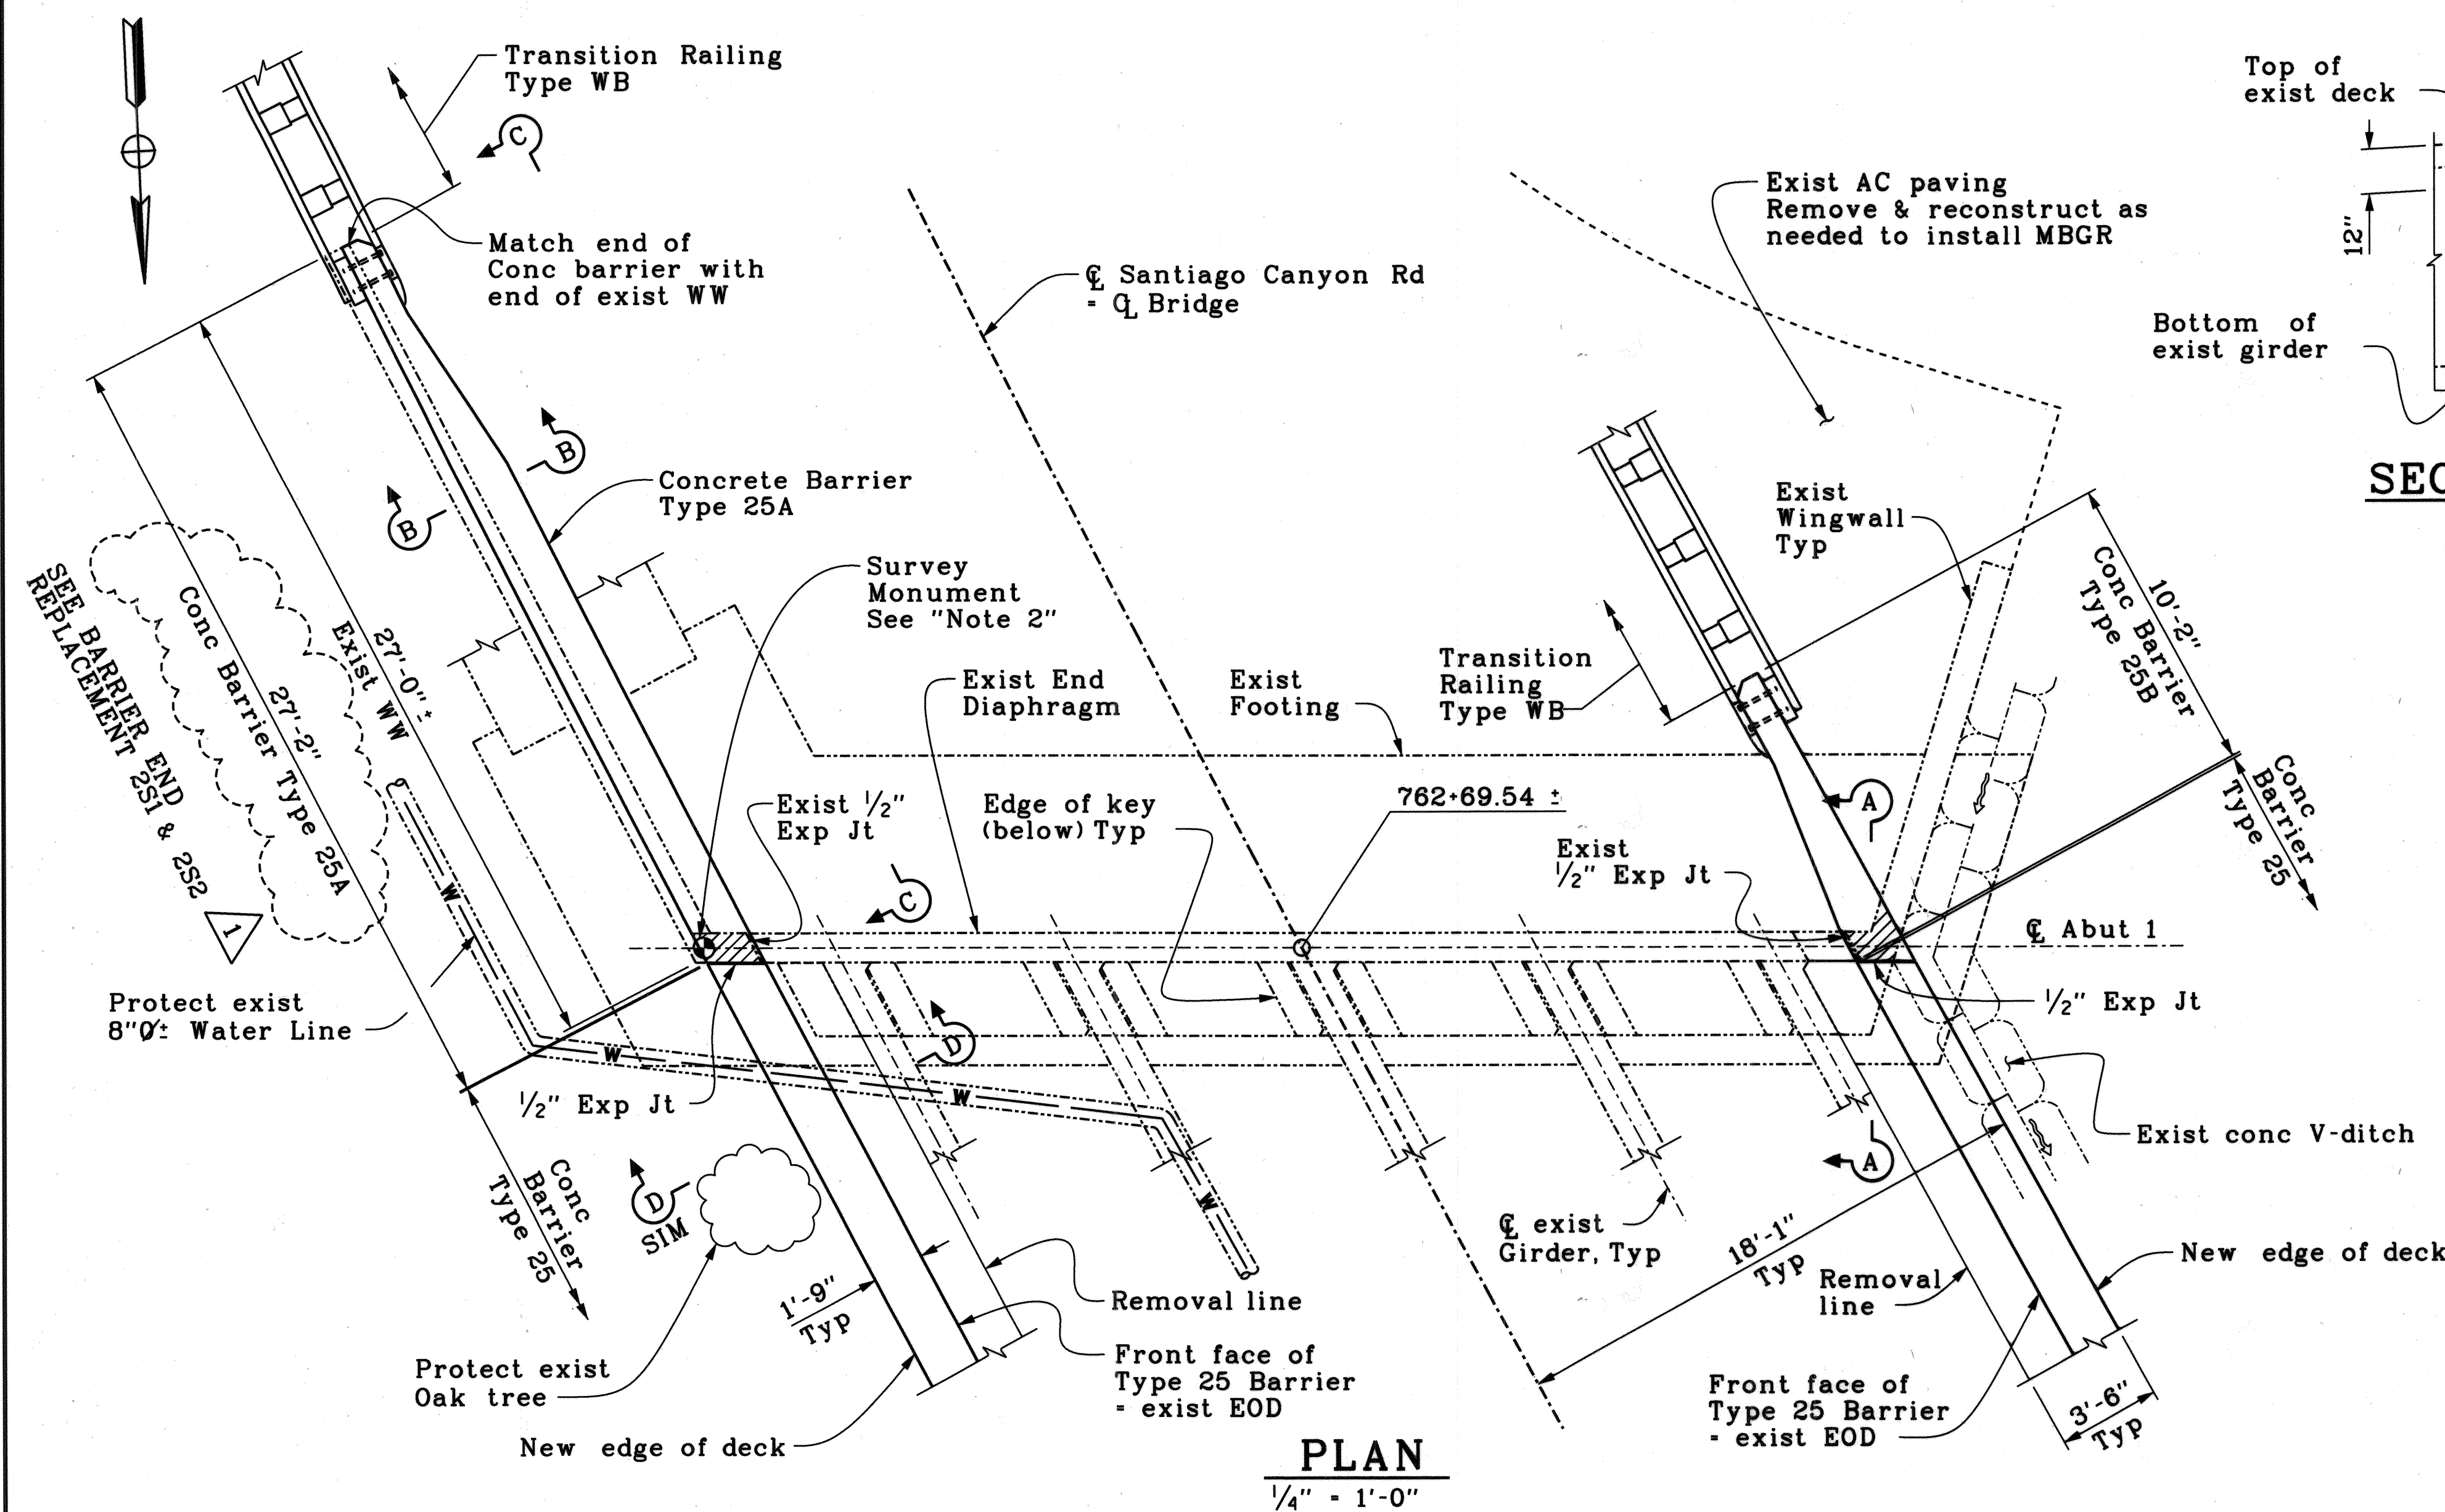 Transition Railing
Type WB
C
Match end of
Conc barrier with
end of exist WW
℄ Santiago Canyon Rd
= ℄ Bridge
Exist AC paving
Remove & reconstruct as
needed to install MBGR
Top of
exist deck
12"
Bottom of
exist girder
SEC
B
B
Concrete Barrier
Type 25A
Survey
Monument
See "Note 2"
Exist
Wingwall
Typ
10'-2"
Conc Barrier
Type 25B
SEE BARRIER END
REPLACEMENT 2S1 & 2S2
1
27'-2"
Conc Barrier Type 25A
27'-0" ±
Exist WW
Exist End
Diaphragm
Exist
Footing
Transition
Railing
Type WB
Conc
Barrier
Type 25
Exist 1/2"
Exp Jt
Edge of key
(below) Typ
762+69.54 ±
Exist
1/2" Exp Jt
A
C
℄ Abut 1
W
Protect exist
8"Ø± Water Line
W
D
W
1/2" Exp Jt
1/2" Exp Jt
Exist conc V-ditch
A
Conc
Barrier
Type 25
D
SIM
W
℄ exist
Girder, Typ
18'-1"
Typ
Removal
line
New edge of deck
1'-9"
Typ
Removal line
Protect exist
Oak tree
Front face of
Type 25 Barrier
= exist EOD
Front face of
Type 25 Barrier
= exist EOD
3'-6"
Typ
New edge of deck
PLAN
1/4" = 1'-0"